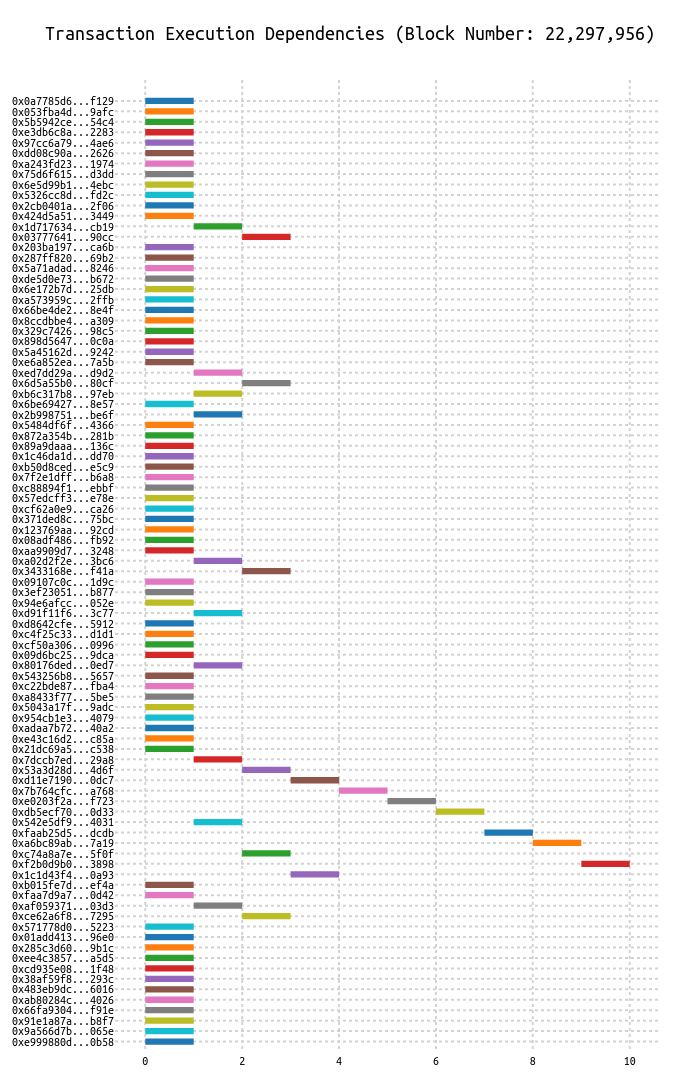 Transaction Execution Dependencies (Block Number: 22,297,956)
0x0a7785d6...f129
0x053fba4d...9afc
0x5b5942ce...54c4
0xe3db6c8a...2283
0x97cc6a79...4ae6
0xdd08c90a...2626
0xa243fd23...1974
0x75d6f615...d3dd
0x6e5d99b1...4ebc
0x5326cc8d...fd2c
0x2cb0401a...2f06
0x424d5a51...3449
0x1d717634...cb19
0x03777641...90cc
0x203ba197...ca6b
0x287ff820...69b2
0x5a71adad...8246
0xde5d0e73...b672
0x6e172b7d...25db
0xa573959c...2ffb
0x66be4de2...8e4f
0x8ccdbbe4...a309
0x329c7426...98c5
0x898d5647...0c0a
0x5a45162d...9242
0xe6a852ea...7a5b
0xed7dd29a...d9d2
0x6d5a55b0...80cf
0xb6c317b8...97eb
0x6be69427...8e57
0x2b998751...be6f
0x5484df6f...4366
0x872a354b...281b
0x89a9daaa...136c
0x1c46da1d...dd70
0xb50d8ced...e5c9
0x7f2e1dff...b6a8
0xc88894f1...ebbf
0x57edcff3...e78e
0xcf62a0e9...ca26
0x371ded8c...75bc
0x123769aa...92cd
0x08adf486...fb92
0xaa9909d7...3248
0xa02d2f2e...3bc6
0x3433168e...f41a
0x09107c0c...1d9c
0x3ef23051...b877
0x94e6afcc...052e
0xd91f11f6...3c77
0xd8642cfe...5912
0xc4f25c33...d1d1
0xcf50a306...0996
0x09d6bc25...9dca
0x80176ded...0ed7
0x543256b8...5657
0xc22bde87...fba4
0xa8433f77...5be5
0x5043a17f...9adc
0x954cb1e3...4079
0xadaa7b72...40a2
0xe43c16d2...c85a
0x21dc69a5...c538
0x7dccb7ed...29a8
0x53a3d28d...4d6f
0xd11e7190...0dc7
0x7b764cfc...a768
0xe0203f2a...f723
0xdb5ecf70...0d33
0x542e5df9...4031
0xfaab25d5...dcdb
0xa6bc89ab...7a19
0xc74a8a7e...5f0f
0xf2b0d9b0...3898
0x1c1d43f4...0a93
0xb015fe7d...ef4a
0xfaa7d9a7...0d42
0xaf059371...03d3
0xce62a6f8...7295
0x571778d0...5223
0x01add413...96e0
0x285c3d60...9b1c
0xee4c3857...a5d5
0xcd935e08...1f48
0x38af59f8...293c
0x483eb9dc...6016
0xab80284c...4026
0x66fa9304...f91e
0x91e1a87a...b8f7
0x9a566d7b...065e
0xe999880d...0b58
0 2 4 6 8 10